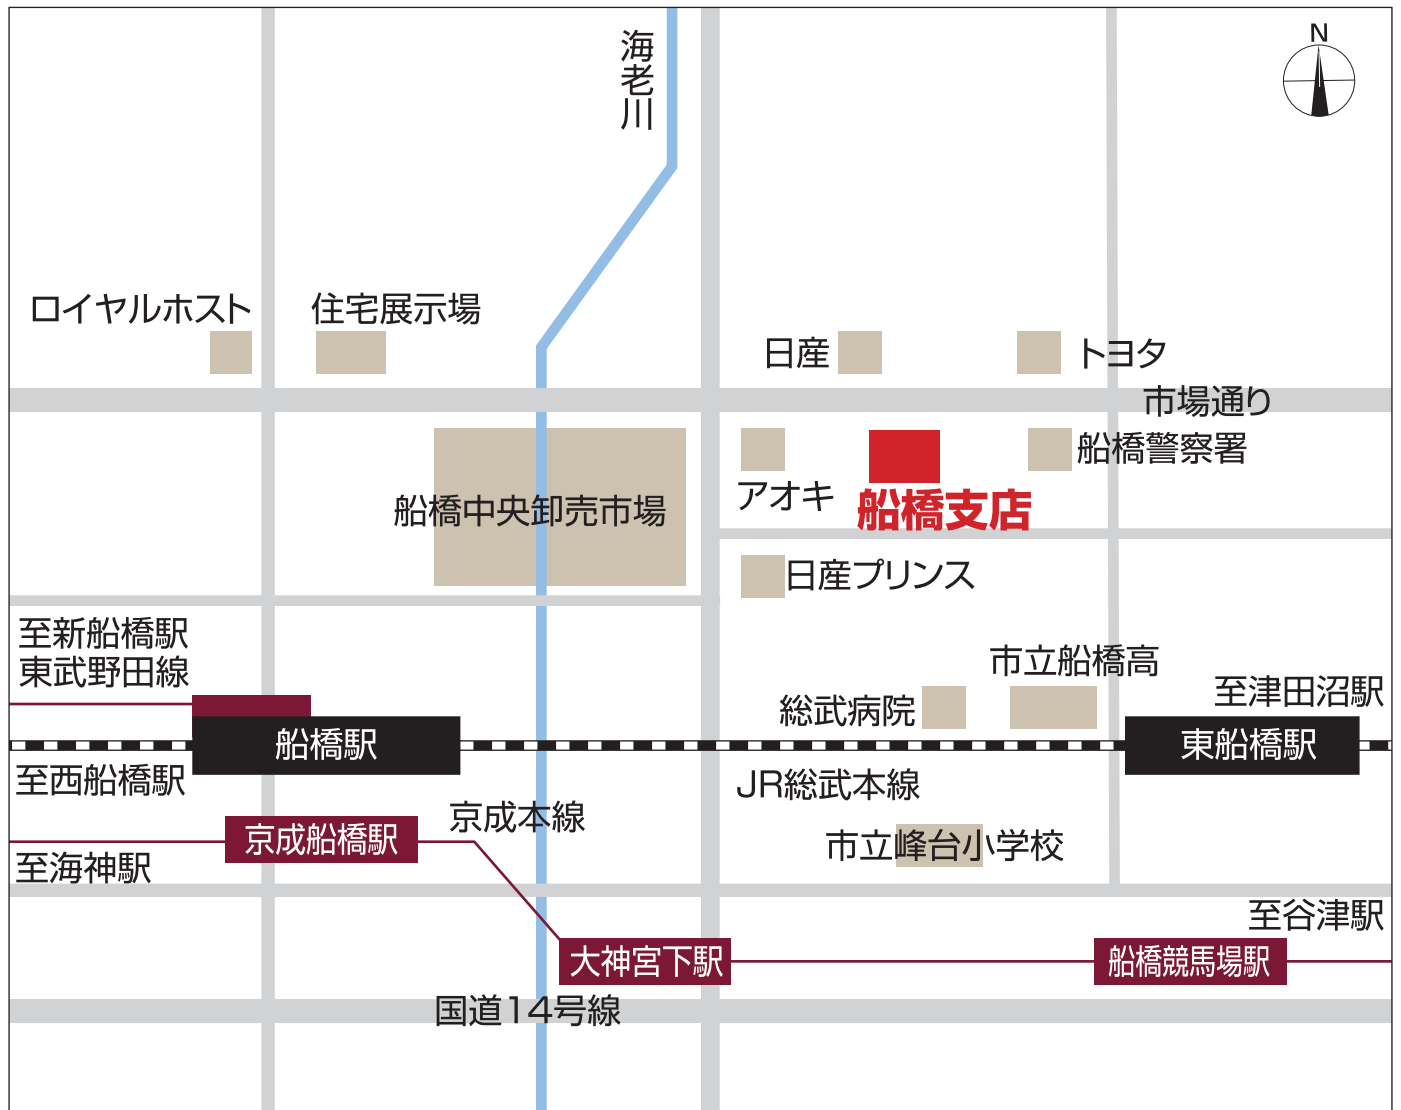 N
海老川
ロイヤルホスト
住宅展示場
日産
トヨタ
市場通り
船橋警察署
アオキ
船橋支店
船橋中央卸売市場
日産プリンス
至新船橋駅
東武野田線
市立船橋高
総武病院
至津田沼駅
船橋駅
東船橋駅
至西船橋駅
JR総武本線
京成本線
京成船橋駅
市立峰台小学校
至海神駅
至谷津駅
大神宮下駅
船橋競馬場駅
国道14号線